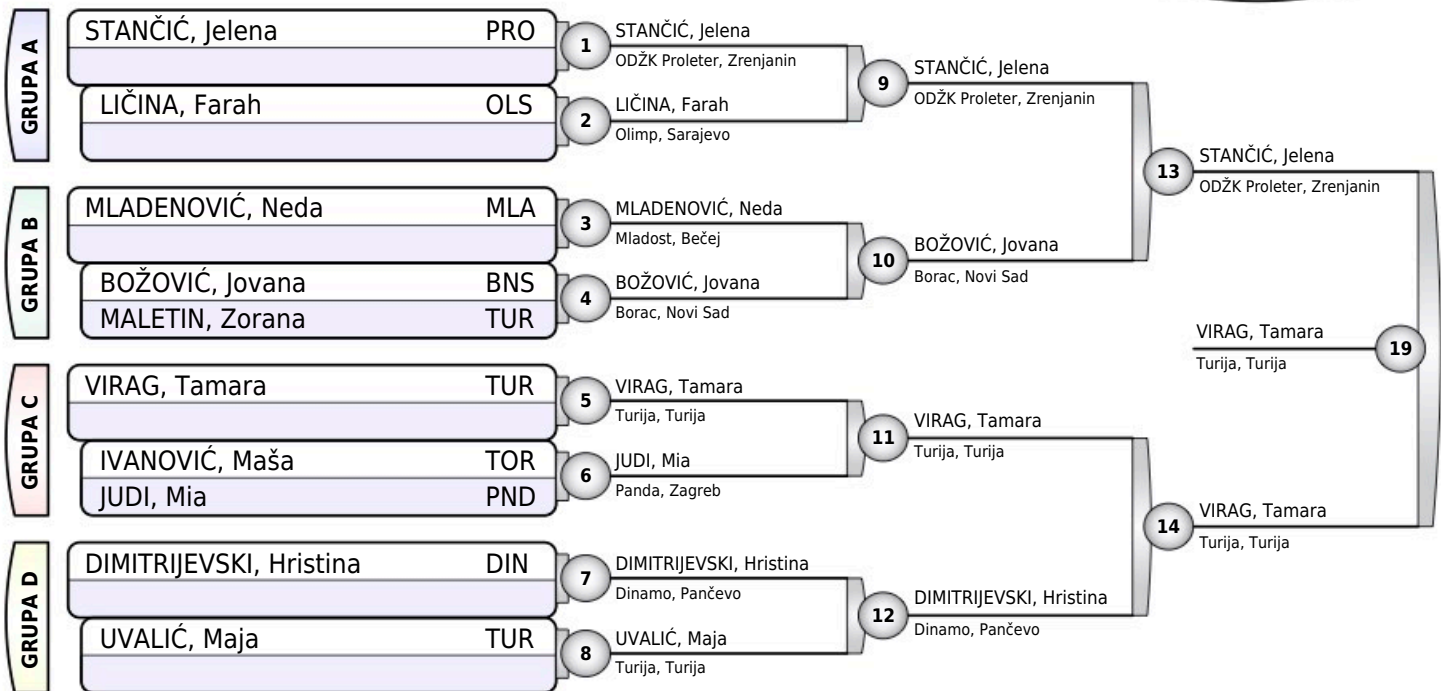 GRUPA A
STANČIĆ, Jelena PRO
LIČINA, Farah OLS
GRUPA B
MLADENOVIĆ, Neda MLA
BOŽOVIĆ, Jovana BNS
MALETIN, Zorana TUR
GRUPA C
VIRAG, Tamara TUR
IVANOVIĆ, Maša TOR
JUDI, Mia PND
GRUPA D
DIMITRIJEVSKI, Hristina DIN
UVALIĆ, Maja TUR
1
STANČIĆ, Jelena
ODŽK Proleter, Zrenjanin
2
LIČINA, Farah
Olimp, Sarajevo
3
MLADENOVIĆ, Neda
Mladost, Bečej
4
BOŽOVIĆ, Jovana
Borac, Novi Sad
5
VIRAG, Tamara
Turija, Turija
6
JUDI, Mia
Panda, Zagreb
7
DIMITRIJEVSKI, Hristina
Dinamo, Pančevo
8
UVALIĆ, Maja
Turija, Turija
9
STANČIĆ, Jelena
ODŽK Proleter, Zrenjanin
10
BOŽOVIĆ, Jovana
Borac, Novi Sad
11
VIRAG, Tamara
Turija, Turija
12
DIMITRIJEVSKI, Hristina
Dinamo, Pančevo
13
STANČIĆ, Jelena
ODŽK Proleter, Zrenjanin
14
VIRAG, Tamara
Turija, Turija
VIRAG, Tamara
Turija, Turija
19